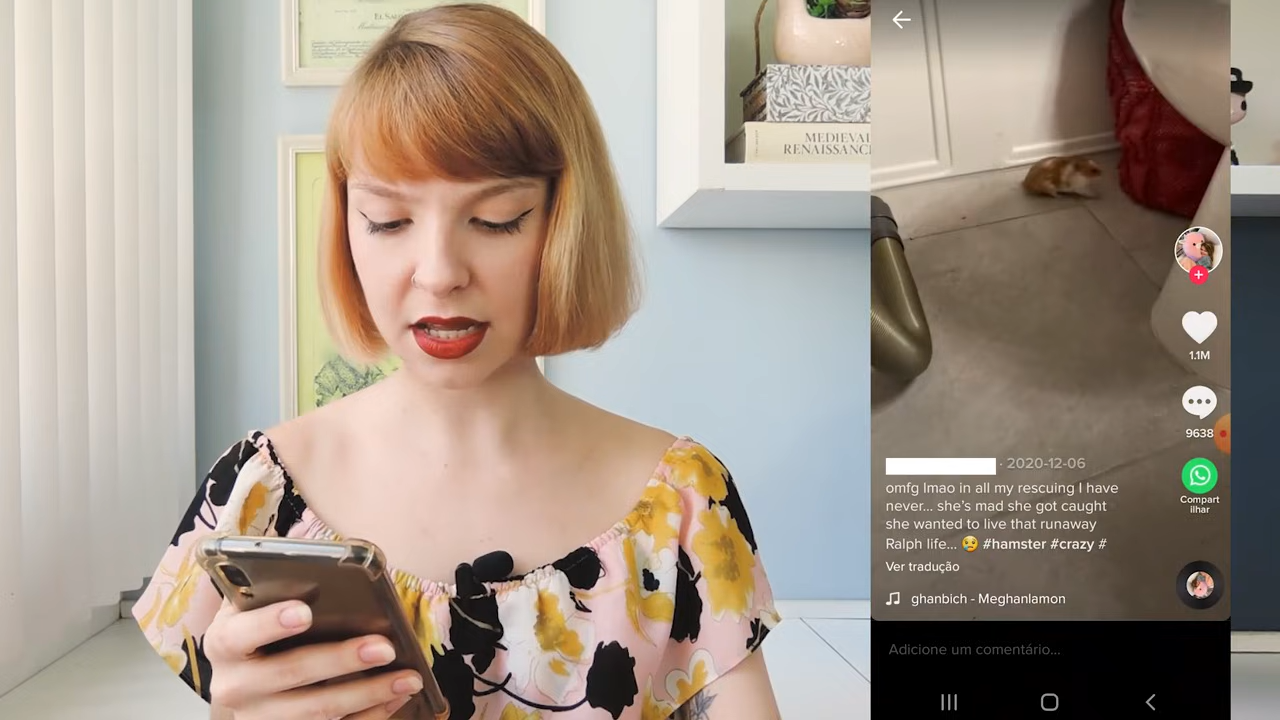 EL SAL
MEDIEVAL
RENAISSANC
1.1M
9638
· 2020-12-06
omfg lmao in all my rescuing I have
never... she's mad she got caught
she wanted to live that runaway
Ralph life... 😢 #hamster #crazy #
Ver tradução
Compart
ilhar
ghanbich - Meghanlamon
Adicione um comentário...